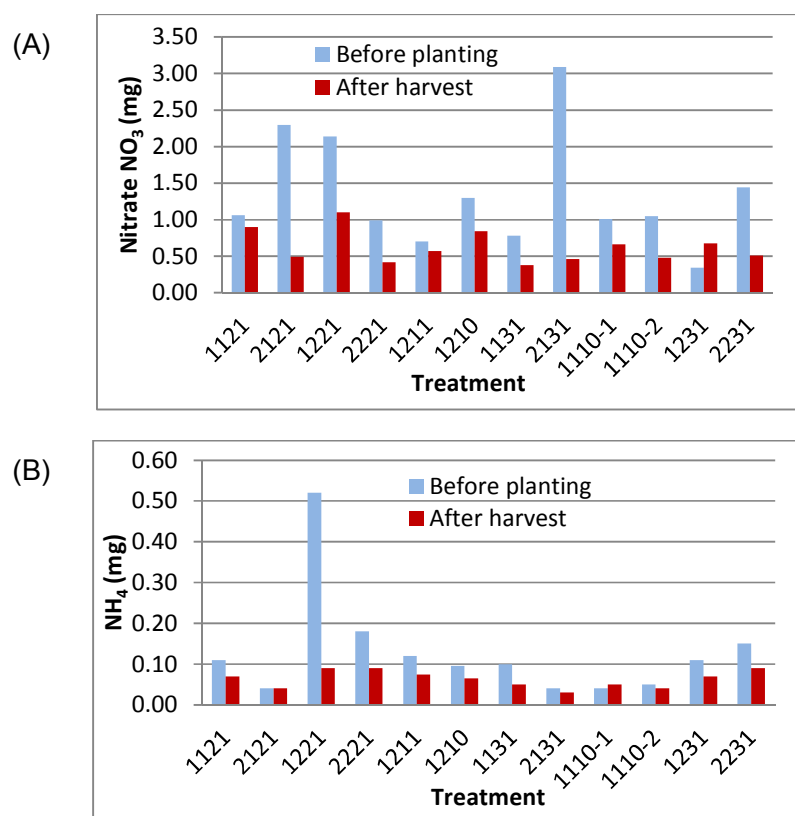 (A)
Nitrate NO3 (mg)
3.50
3.00
2.50
2.00
1.50
1.00
0.50
0.00
Before planting
After harvest
1121 2121 1221 2221 1211 1210 1131 2131 1110-1 1110-2 1231 2231
Treatment
(B)
NH4 (mg)
0.60
0.50
0.40
0.30
0.20
0.10
0.00
Before planting
After harvest
1121 2121 1221 2221 1211 1210 1131 2131 1110-1 1110-2 1231 2231
Treatment